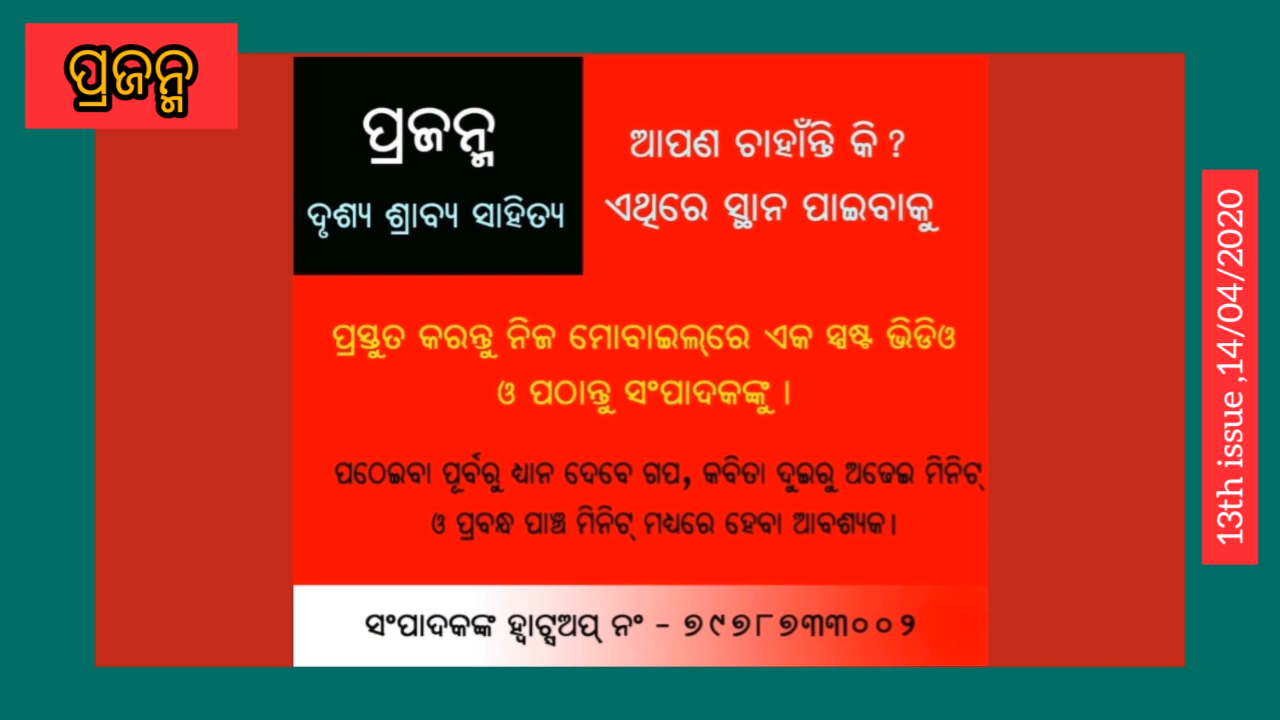 ପ୍ରଜନ୍ମ
ପ୍ରଜନ୍ମ
ଦୃଶ୍ୟ ଶ୍ରାବ୍ୟ ସାହିତ୍ୟ
ଆପଣ ଚାହାଁନ୍ତି କି ?
ଏଥିରେ ସ୍ଥାନ ପାଇବାକୁ
ପ୍ରସ୍ତୁତ କରନ୍ତୁ ନିଜ ମୋବାଇଲ୍‌ରେ ଏକ ସ୍ପଷ୍ଟ ଭିଡିଓ
ଓ ପଠାନ୍ତୁ ସଂପାଦକଙ୍କୁ ।
ପଠେଇବା ପୂର୍ବରୁ ଧ୍ୟାନ ଦେବେ ଗପ, କବିତା ଦୁଇରୁ ଅଢେଇ ମିନିଟ୍
ଓ ପ୍ରବନ୍ଧ ପାଞ୍ଚ ମିନିଟ୍ ମଧ୍ୟରେ ହେବା ଆବଶ୍ୟକ।
ସଂପାଦକଙ୍କ ହ୍ୱାଟ୍ସଅପ୍ ନଂ - ୭୯୭୮୭୩୩୦୦୨
13th issue ,14/04/2020